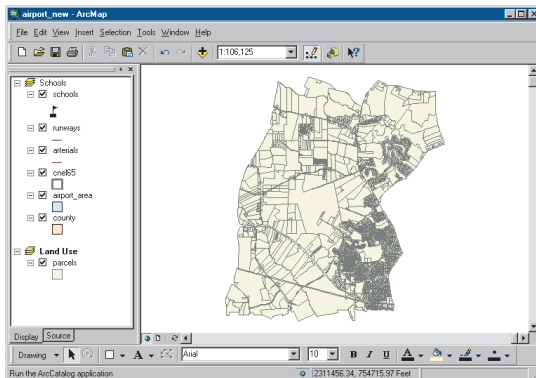 airport_new - ArcMap
File Edit View Insert Selection Tools Window Help
1:106,125
Schools
schools
runways
arterials
cnel65
airport_area
county
Land Use
parcels
Display Source
Drawing A Arial 10 B I U A
Run the ArcCatalog application 2311456.34, 754715.97 Feet